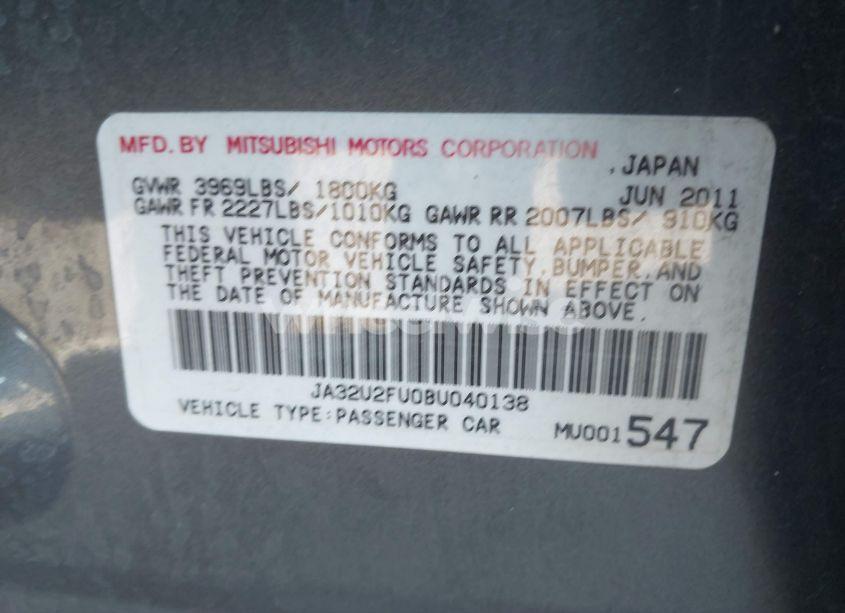 MFD. BY MITSUBISHI MOTORS CORPORATION , JAPAN
GVWR 3969LBS/ 1800KG JUN 2011
GAWR FR 2227LBS/1010KG GAWR RR 2007LBS/ 910KG
THIS VEHICLE CONFORMS TO ALL APPLICABLE
FEDERAL MOTOR VEHICLE SAFETY, BUMPER, AND
THEFT PREVENTION STANDARDS IN EFFECT ON
THE DATE OF MANUFACTURE SHOWN ABOVE.
JA32U2FU0BU040138
VEHICLE TYPE:PASSENGER CAR MU001 547